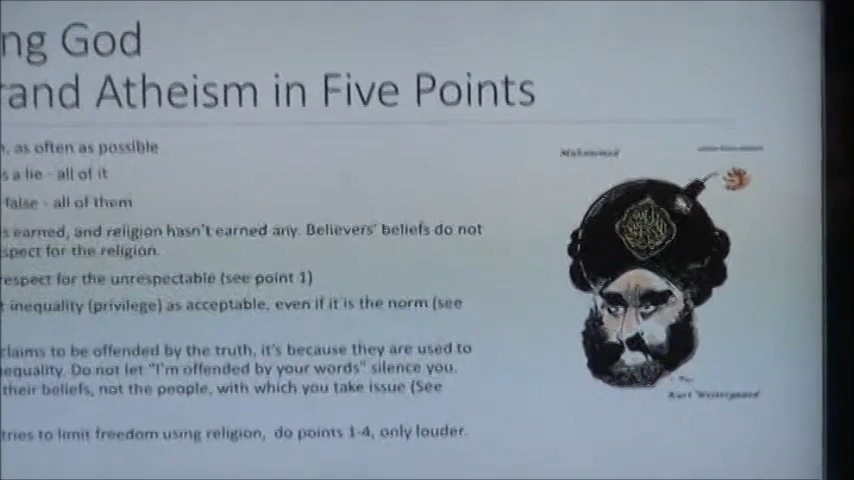 ng God
rand Atheism in Five Points
, as often as possible
s a lie - all of it
false - all of them
s earned, and religion hasn't earned any. Believers' beliefs do not
spect for the religion.
respect for the unrespectable (see point 1)
t inequality (privilege) as acceptable, even if it is the norm (see
claims to be offended by the truth, it's because they are used to
nequality. Do not let "I'm offended by your words" silence you.
their beliefs, not the people, with which you take issue (See
tries to limit freedom using religion, do points 1-4, only louder.
Muhammed
Kurt Westergaard